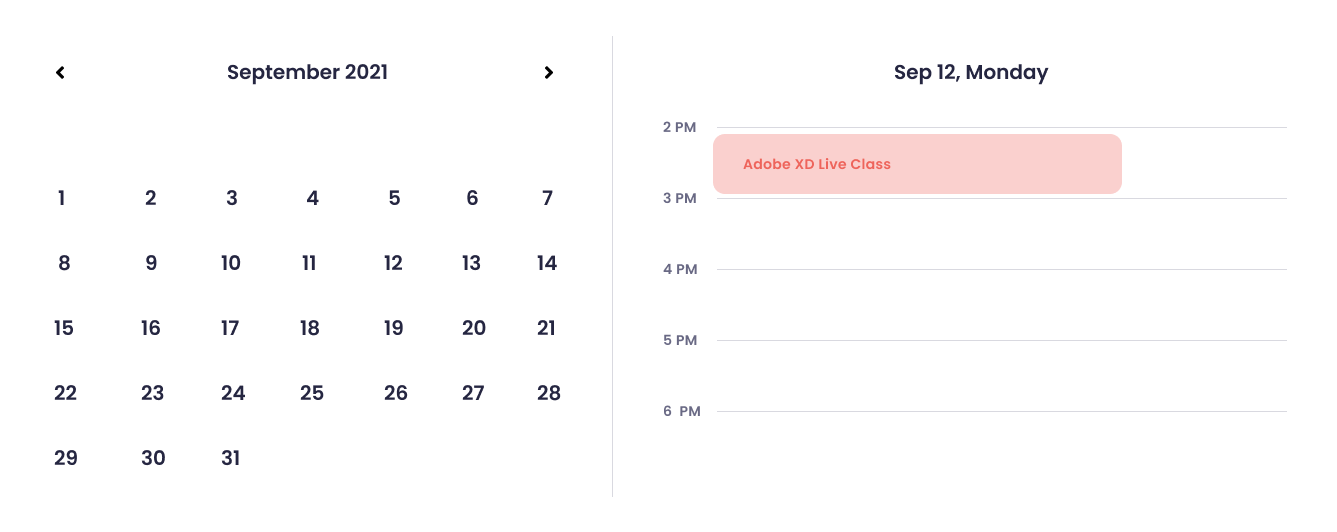 September 2021
1 2 3 4 5 6 7
8 9 10 11 12 13 14
15 16 17 18 19 20 21
22 23 24 25 26 27 28
29 30 31
Sep 12, Monday
2 PM
Adobe XD Live Class
3 PM
4 PM
5 PM
6 PM